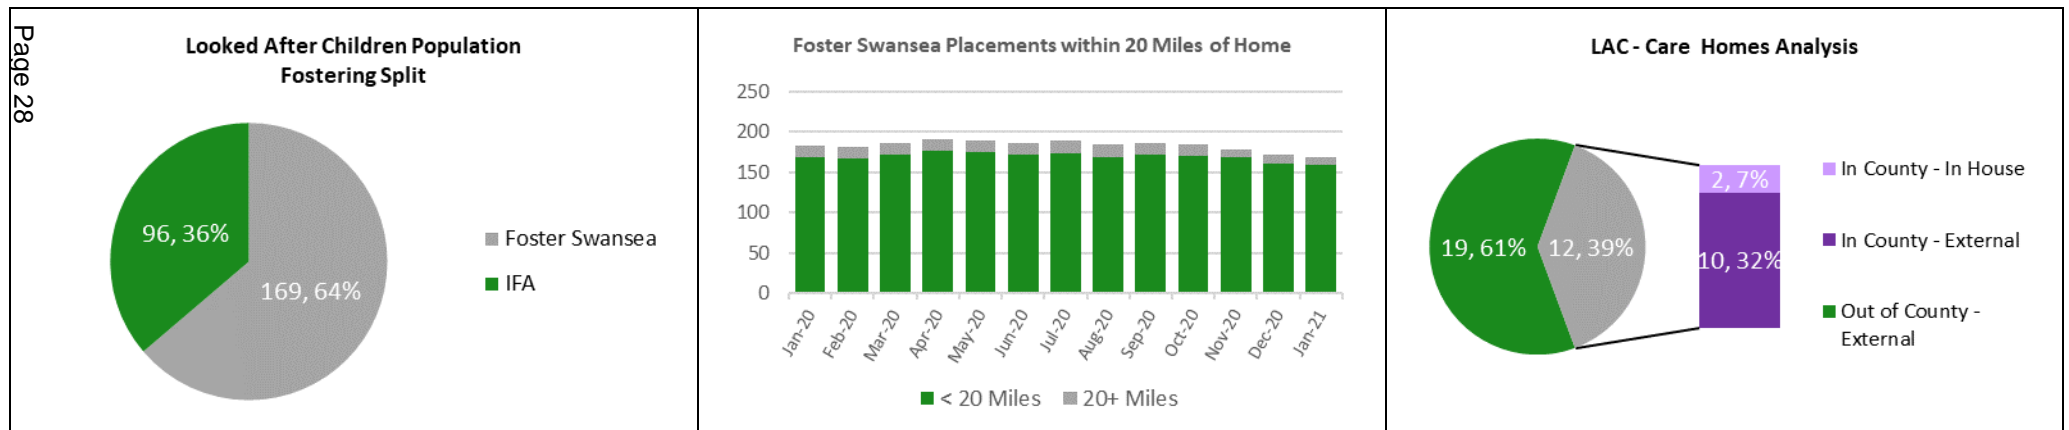 Page 28
Looked After Children Population
Fostering Split
96, 36%
169, 64%
Foster Swansea
IFA
Foster Swansea Placements within 20 Miles of Home
250
200
150
100
50
0
Jan-20
Feb-20
Mar-20
Apr-20
May-20
Jun-20
Jul-20
Aug-20
Sep-20
Oct-20
Nov-20
Dec-20
Jan-21
< 20 Miles
20+ Miles
LAC - Care Homes Analysis
19, 61%
12, 39%
2, 7%
10, 32%
In County - In House
In County - External
Out of County -
External